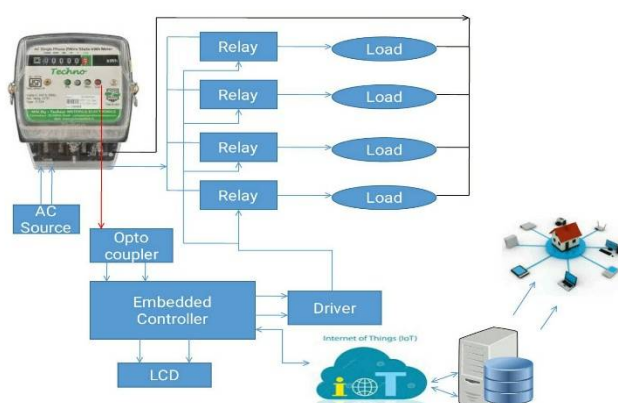 kWh
Techno
Relay
Load
Relay
Load
Relay
Load
Relay
Load
AC
Source
Opto
coupler
Embedded
Controller
Driver
LCD
Internet of Things (IoT)
iOT